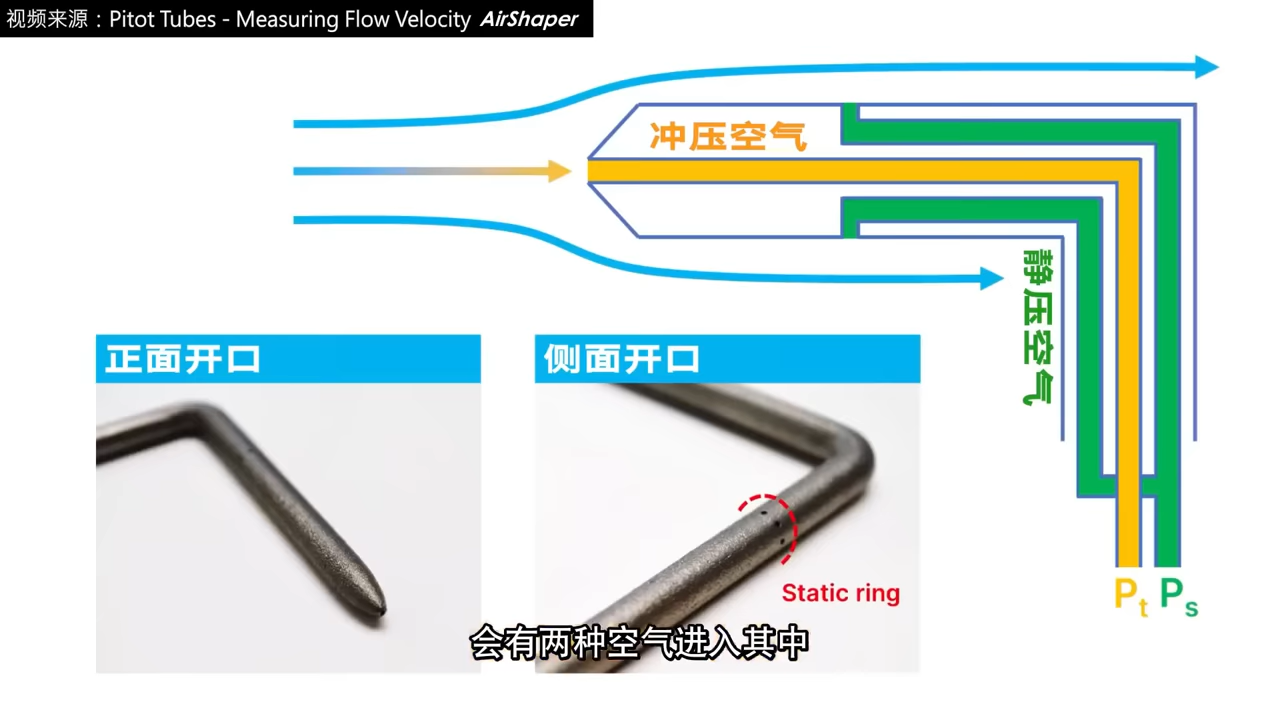 视频来源：Pitot Tubes - Measuring Flow Velocity AirShaper
冲压空气
静压空气
正面开口
侧面开口
Static ring
Pt Ps
会有两种空气进入其中